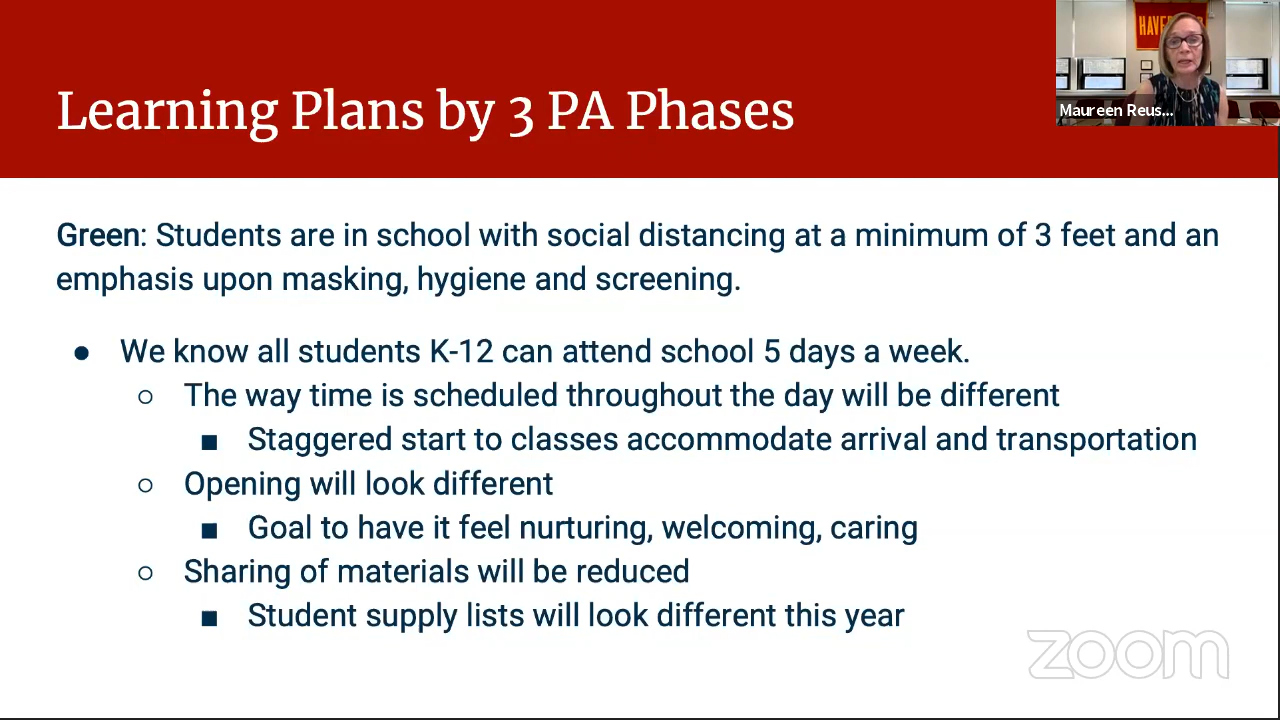 HAVE
Maureen Reus...
Learning Plans by 3 PA Phases
Green: Students are in school with social distancing at a minimum of 3 feet and an
emphasis upon masking, hygiene and screening.
● We know all students K-12 can attend school 5 days a week.
○ The way time is scheduled throughout the day will be different
■ Staggered start to classes accommodate arrival and transportation
○ Opening will look different
■ Goal to have it feel nurturing, welcoming, caring
○ Sharing of materials will be reduced
■ Student supply lists will look different this year
zoom